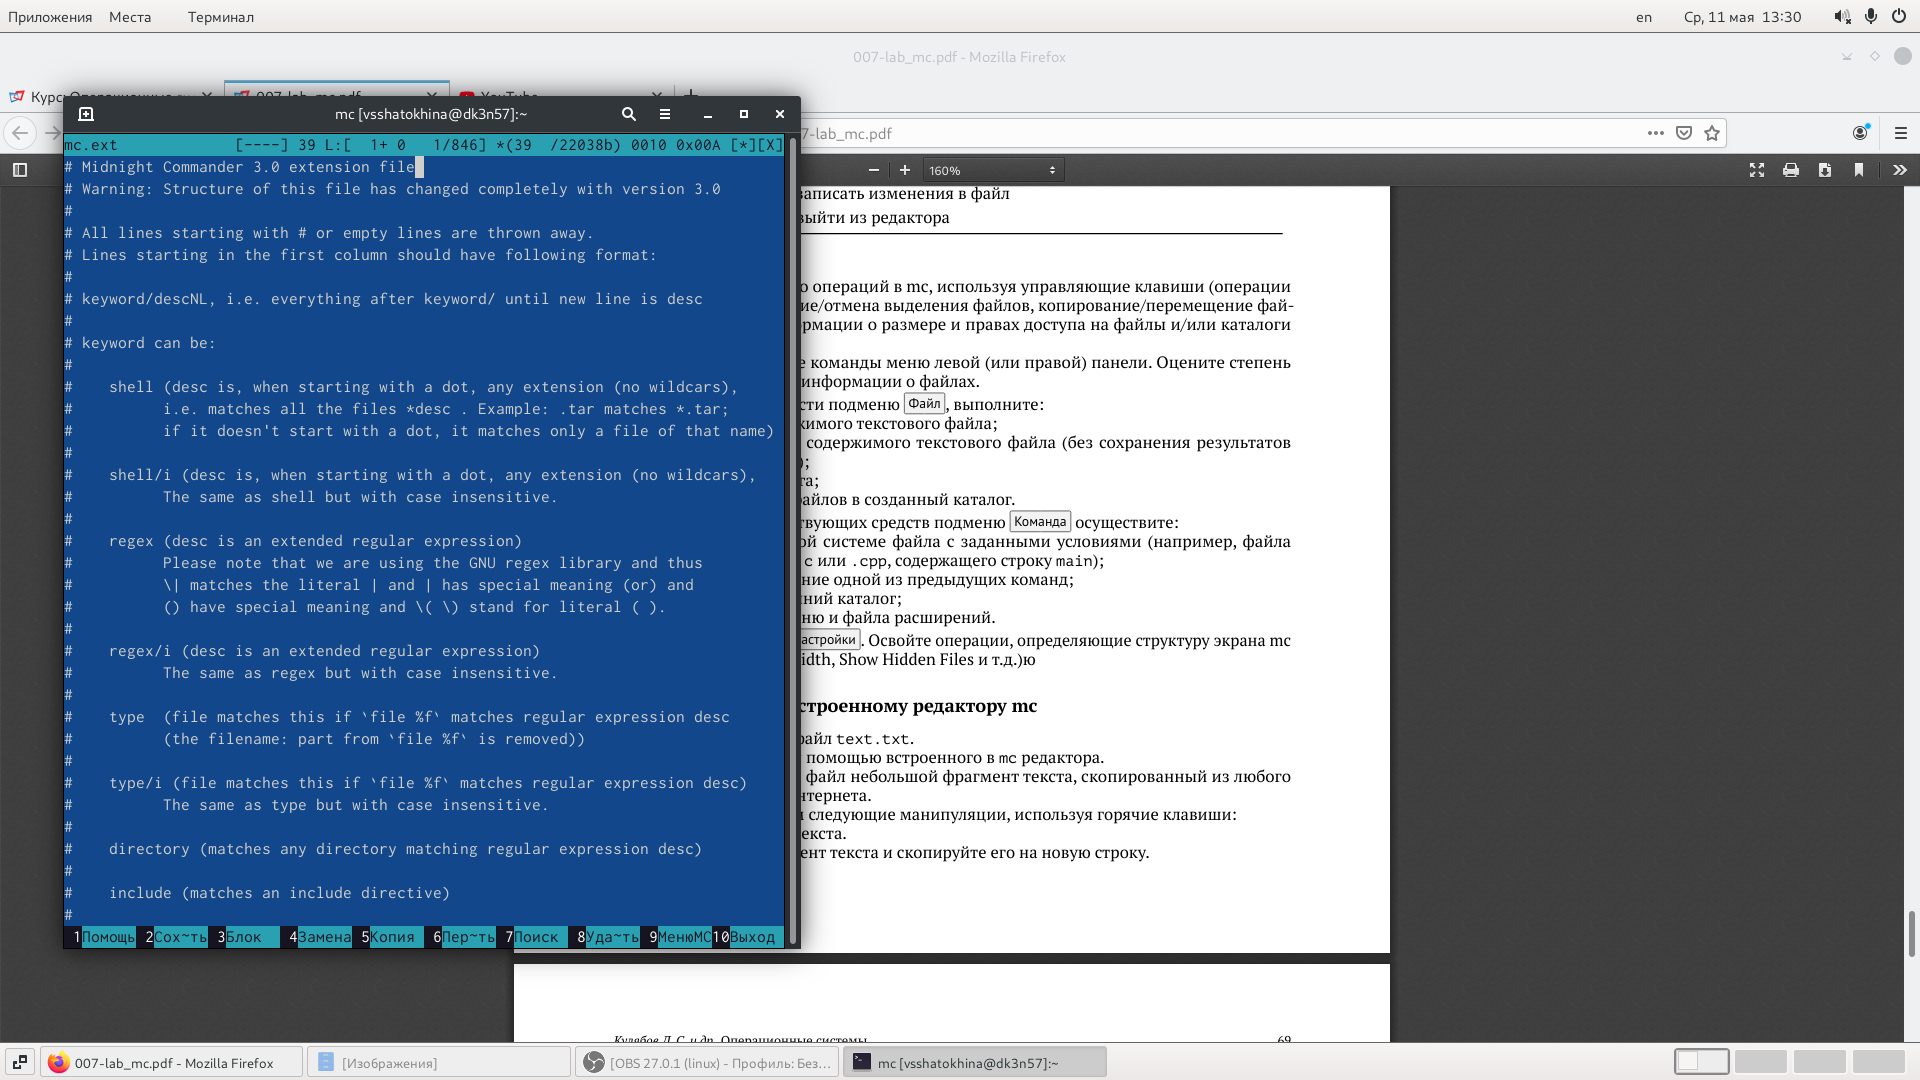 Приложения Места Терминал en Ср, 11 мая 13:30
007-lab_mc.pdf - Mozilla Firefox
mc [vsshatokhina@dk3n57]:~
7-lab_mc.pdf
160%
mc.ext [----] 39 L:[ 1+ 0 1/846] *(39 /22038b) 0010 0x00A [*][X]
# Midnight Commander 3.0 extension file
# Warning: Structure of this file has changed completely with version 3.0
#
# All lines starting with # or empty lines are thrown away.
# Lines starting in the first column should have following format:
#
# keyword/descNL, i.e. everything after keyword/ until new line is desc
#
# keyword can be:
#
# shell (desc is, when starting with a dot, any extension (no wildcars),
# i.e. matches all the files *desc . Example: .tar matches *.tar;
# if it doesn't start with a dot, it matches only a file of that name)
#
# shell/i (desc is, when starting with a dot, any extension (no wildcars),
# The same as shell but with case insensitive.
#
# regex (desc is an extended regular expression)
# Please note that we are using the GNU regex library and thus
# \| matches the literal | and | has special meaning (or) and
# () have special meaning and \( \) stand for literal ( ).
#
# regex/i (desc is an extended regular expression)
# The same as regex but with case insensitive.
#
# type (file matches this if `file %f` matches regular expression desc
# (the filename: part from `file %f` is removed))
#
# type/i (file matches this if `file %f` matches regular expression desc)
# The same as type but with case insensitive.
#
# directory (matches any directory matching regular expression desc)
#
# include (matches an include directive)
#
1Помощь 2Сох~ть 3Блок 4Замена 5Копия 6Пер~ть 7Поиск 8Уда~ть 9МенюMC 10Выход
записать изменения в файл
выйти из редактора
о операций в mc, используя управляющие клавиши (операции
ие/отмена выделения файлов, копирование/перемещение фай-
рмации о размере и правах доступа на файлы и/или каталоги
е команды меню левой (или правой) панели. Оцените степень
информации о файлах.
сти подменю Файл, выполните:
жимого текстового файла;
содержимого текстового файла (без сохранения результатов
);
га;
айлов в созданный каталог.
твующих средств подменю Команда осуществите:
ой системе файла с заданными условиями (например, файла
c или .cpp, содержащего строку main);
ние одной из предыдущих команд;
ний каталог;
ню и файла расширений.
астройки. Освойте операции, определяющие структуру экрана mc
idth, Show Hidden Files и т.д.)ю
строенному редактору mc
файл text.txt.
помощью встроенного в mc редактора.
файл небольшой фрагмент текста, скопированный из любого
нтернета.
и следующие манипуляции, используя горячие клавиши:
екста.
ент текста и скопируйте его на новую строку.
007-lab_mc.pdf - Mozilla Firefox [Изображения] [OBS 27.0.1 (linux) - Профиль: Без... mc [vsshatokhina@dk3n57]:~